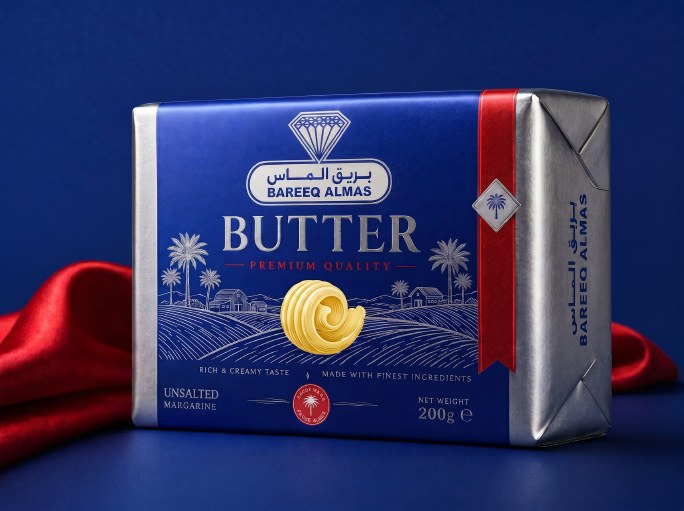 بريق الماس
BAREEQ ALMAS
BUTTER
PREMIUM QUALITY
RICH & CREAMY TASTE
MADE WITH FINEST INGREDIENTS
UNSALTED
MARGARINE
NET WEIGHT
200g ℮
بريق الماس
BAREEQ ALMAS